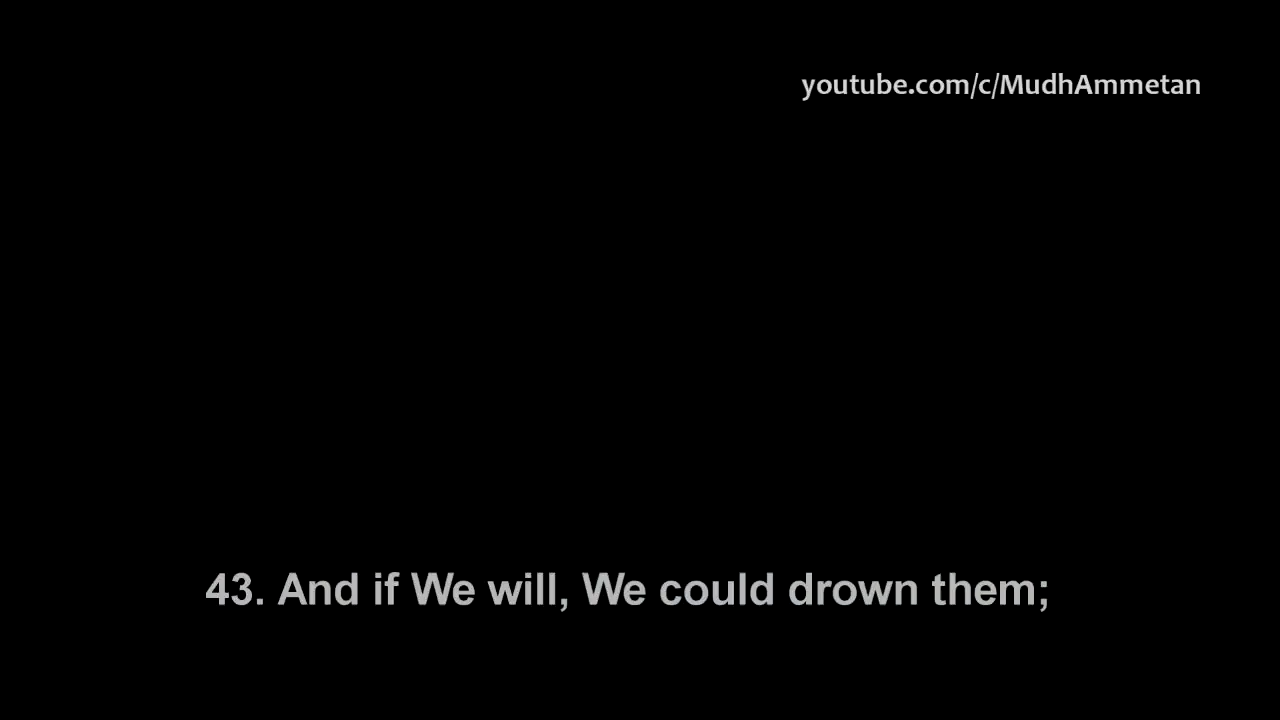 youtube.com/c/MudhAmmetan
43. And if We will, We could drown them;